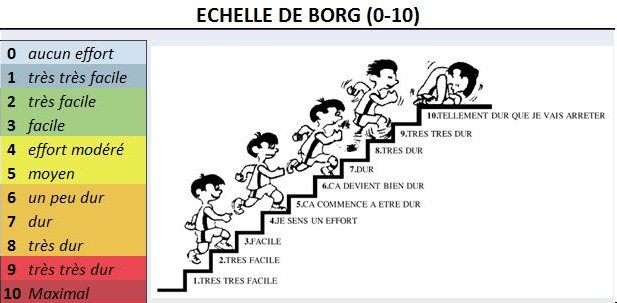 ECHELLE DE BORG (0-10)
0 aucun effort
1 très très facile
2 très facile
3 facile
4 effort modéré
5 moyen
6 un peu dur
7 dur
8 très dur
9 très très dur
10 Maximal
10.TELLEMENT DUR QUE JE VAIS ARRETER
9.TRES TRES DUR
8.TRES DUR
7.DUR
6.CA DEVIENT BIEN DUR
5.CA COMMENCE A ETRE DUR
4.JE SENS UN EFFORT
3.FACILE
2.TRES FACILE
1.TRES TRES FACILE